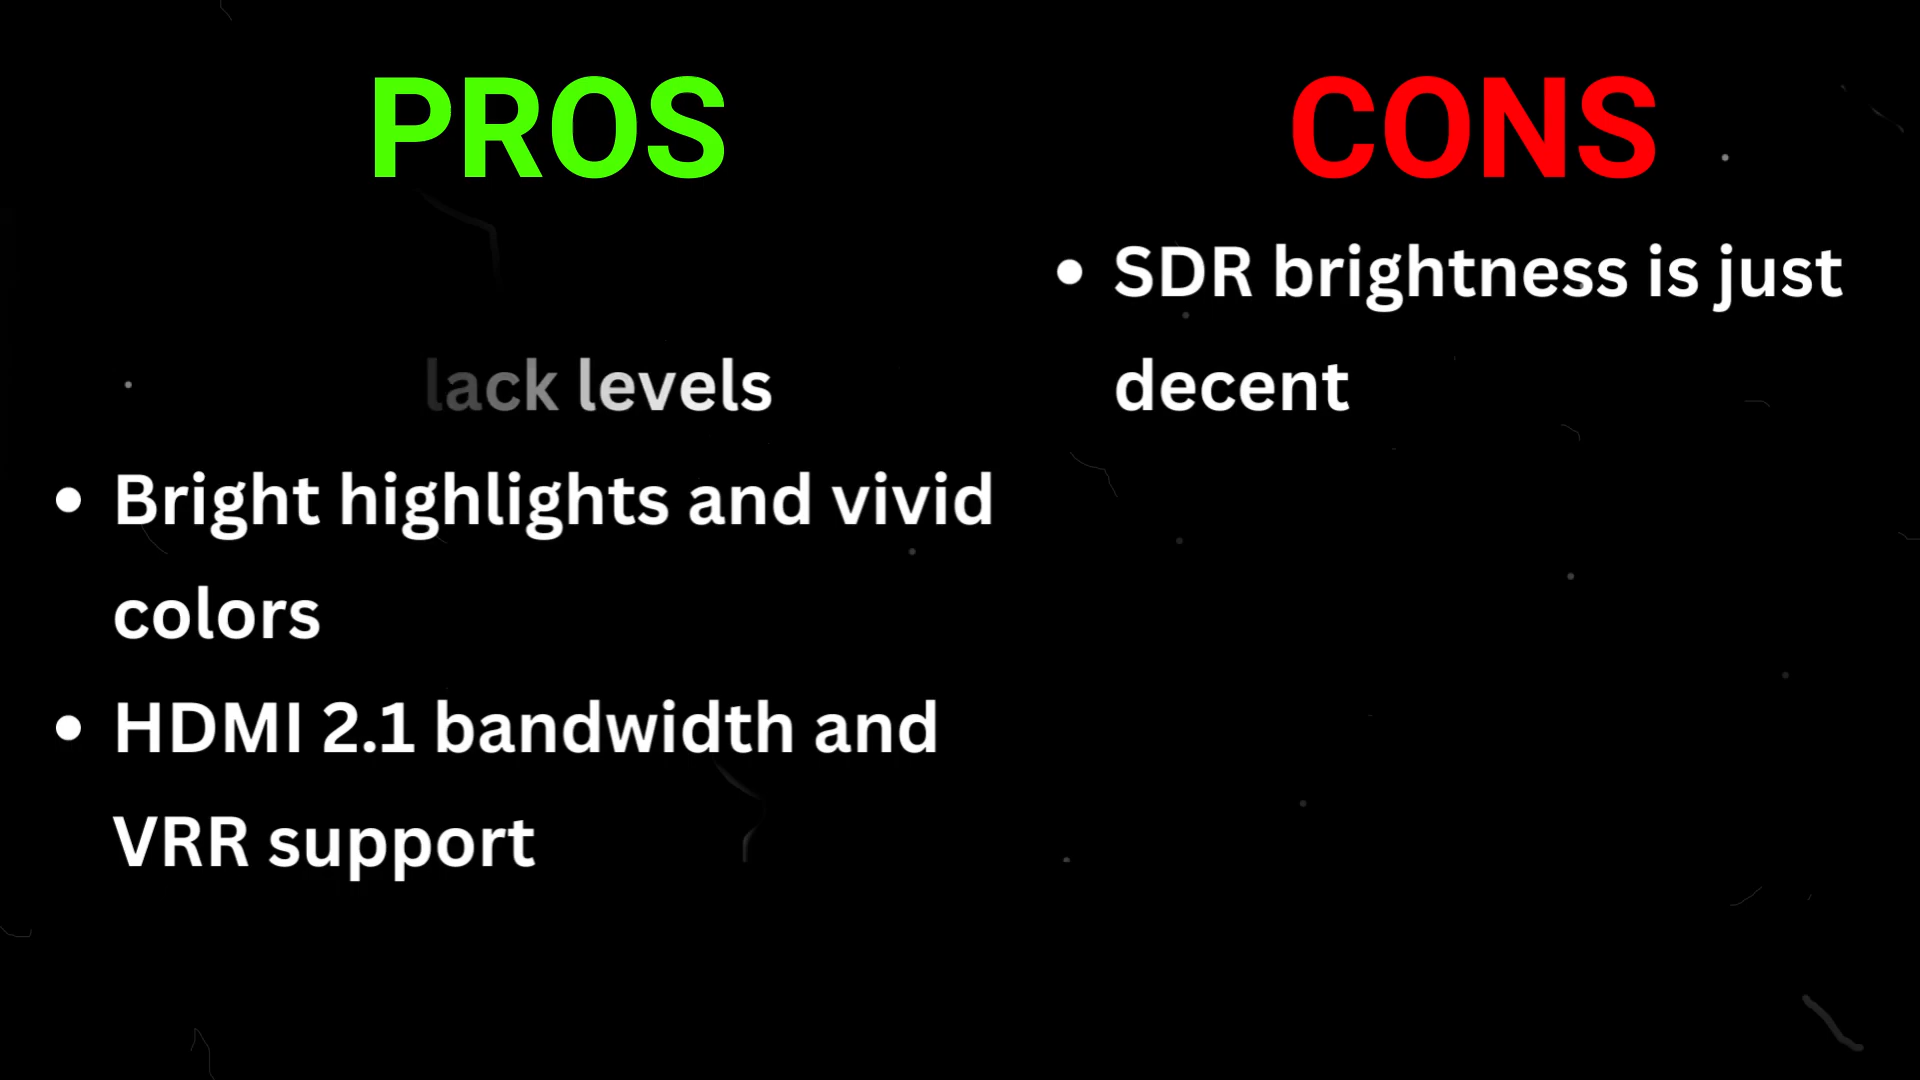 PROS
lack levels
• Bright highlights and vivid
colors
• HDMI 2.1 bandwidth and
VRR support
CONS
• SDR brightness is just
decent